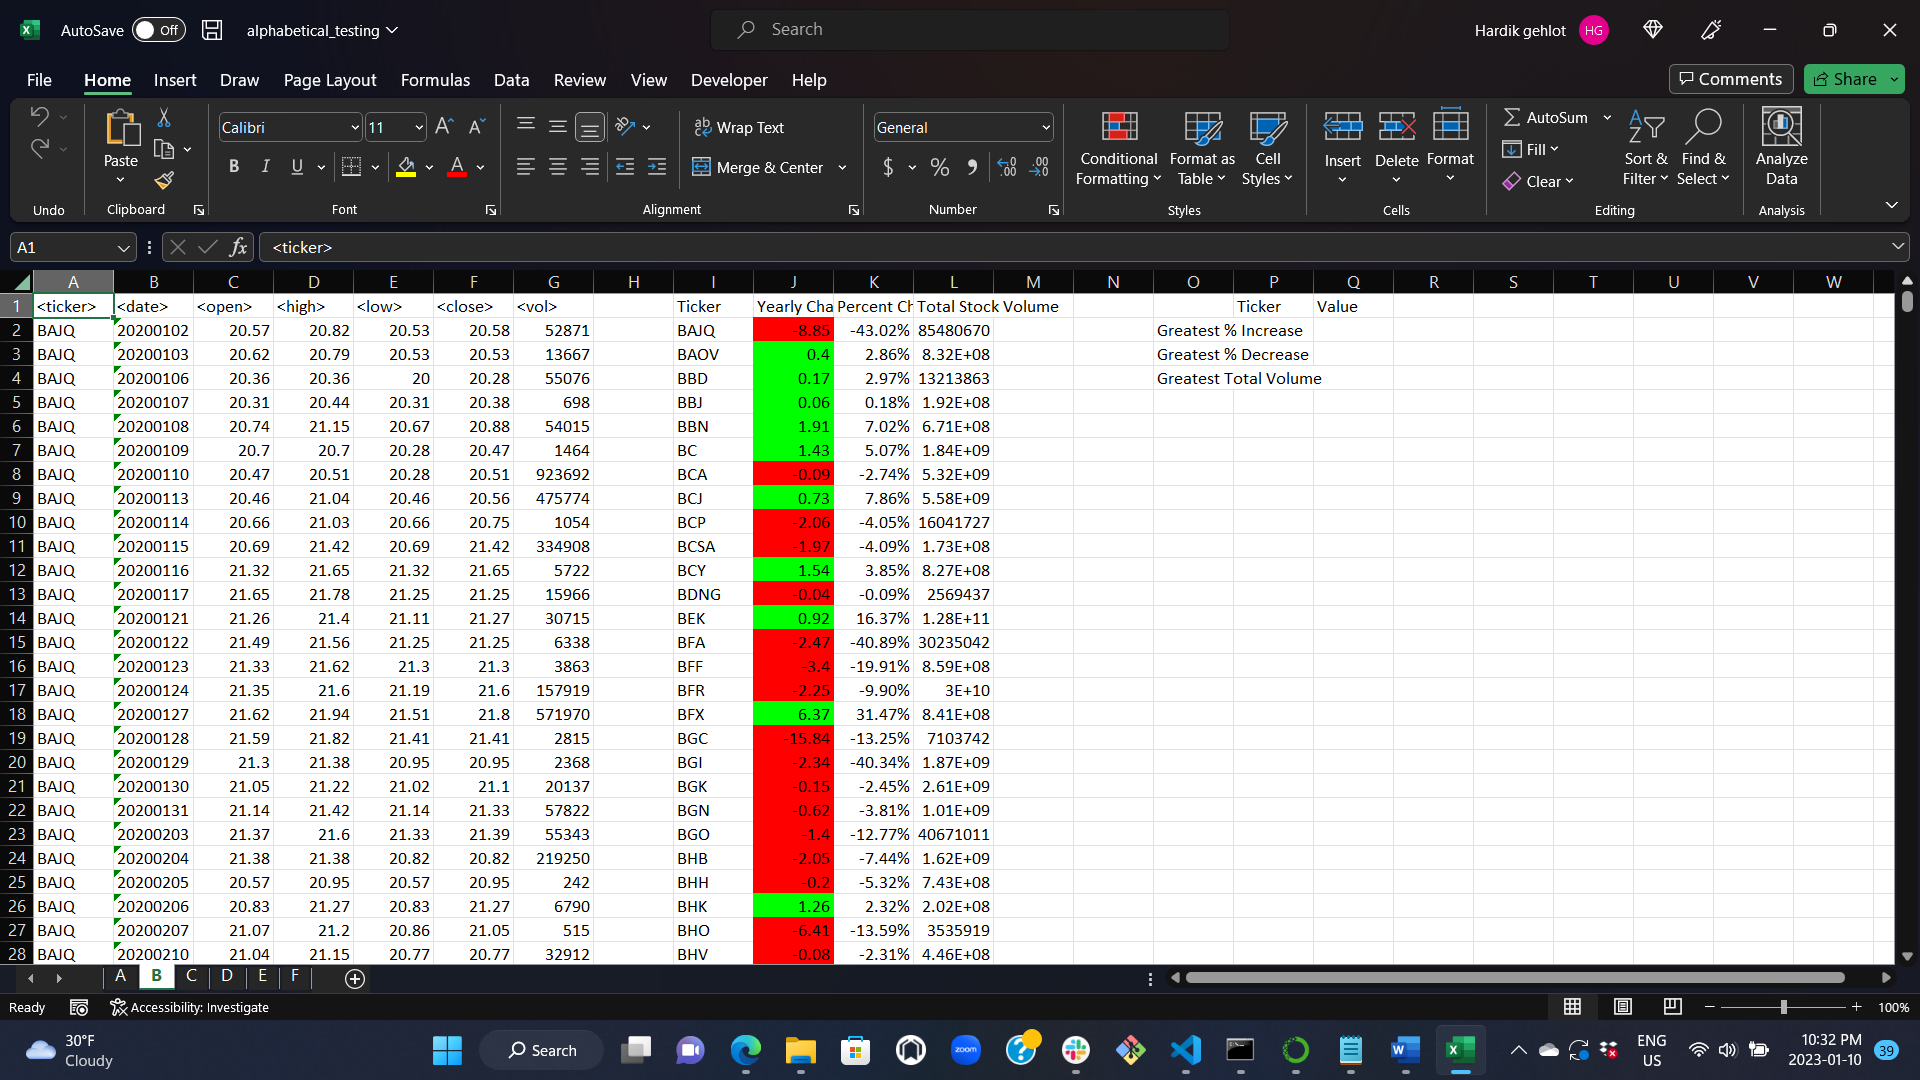 AutoSave Off alphabetical_testing Search Hardik gehlot HG
File Home Insert Draw Page Layout Formulas Data Review View Developer Help Comments Share
Calibri 11 Wrap Text General AutoSum
Paste B I U Merge & Center $ % Conditional Formatting Format as Table Cell Styles Insert Delete Format Fill Clear Sort & Filter Find & Select Analyze Data
Undo Clipboard Font Alignment Number Styles Cells Editing Analysis
A1 fx <ticker>
A B C D E F G H I J K L M N O P Q R S T U V W
1 <ticker> <date> <open> <high> <low> <close> <vol> Ticker Yearly Cha Percent Ch Total Stock Volume Ticker Value
2 BAJQ 20200102 20.57 20.82 20.53 20.58 52871 BAJQ -8.85 -43.02% 85480670 Greatest % Increase
3 BAJQ 20200103 20.62 20.79 20.53 20.53 13667 BAOV 0.4 2.86% 8.32E+08 Greatest % Decrease
4 BAJQ 20200106 20.36 20.36 20 20.28 55076 BBD 0.17 2.97% 13213863 Greatest Total Volume
5 BAJQ 20200107 20.31 20.44 20.31 20.38 698 BBJ 0.06 0.18% 1.92E+08
6 BAJQ 20200108 20.74 21.15 20.67 20.88 54015 BBN 1.91 7.02% 6.71E+08
7 BAJQ 20200109 20.7 20.7 20.28 20.47 1464 BC 1.43 5.07% 1.84E+09
8 BAJQ 20200110 20.47 20.51 20.28 20.51 923692 BCA -0.09 -2.74% 5.32E+09
9 BAJQ 20200113 20.46 21.04 20.46 20.56 475774 BCJ 0.73 7.86% 5.58E+09
10 BAJQ 20200114 20.66 21.03 20.66 20.75 1054 BCP -2.06 -4.05% 16041727
11 BAJQ 20200115 20.69 21.42 20.69 21.42 334908 BCSA -1.97 -4.09% 1.73E+08
12 BAJQ 20200116 21.32 21.65 21.32 21.65 5722 BCY 1.54 3.85% 8.27E+08
13 BAJQ 20200117 21.65 21.78 21.25 21.25 15966 BDNG -0.04 -0.09% 2569437
14 BAJQ 20200121 21.26 21.4 21.11 21.27 30715 BEK 0.92 16.37% 1.28E+11
15 BAJQ 20200122 21.49 21.56 21.25 21.25 6338 BFA -2.47 -40.89% 30235042
16 BAJQ 20200123 21.33 21.62 21.3 21.3 3863 BFF -3.4 -19.91% 8.59E+08
17 BAJQ 20200124 21.35 21.6 21.19 21.6 157919 BFR -2.25 -9.90% 3E+10
18 BAJQ 20200127 21.62 21.94 21.51 21.8 571970 BFX 6.37 31.47% 8.41E+08
19 BAJQ 20200128 21.59 21.82 21.41 21.41 2815 BGC -15.84 -13.25% 7103742
20 BAJQ 20200129 21.3 21.38 20.95 20.95 2368 BGI -2.34 -40.34% 1.87E+09
21 BAJQ 20200130 21.05 21.22 21.02 21.1 20137 BGK -0.15 -2.45% 2.61E+09
22 BAJQ 20200131 21.14 21.42 21.14 21.33 57822 BGN -0.62 -3.81% 1.01E+09
23 BAJQ 20200203 21.37 21.6 21.33 21.39 55343 BGO -1.4 -12.77% 40671011
24 BAJQ 20200204 21.38 21.38 20.82 20.82 219250 BHB -2.05 -7.44% 1.62E+09
25 BAJQ 20200205 20.57 20.95 20.57 20.95 242 BHH -0.2 -5.32% 7.43E+08
26 BAJQ 20200206 20.83 21.27 20.83 21.27 6790 BHK 1.26 2.32% 2.02E+08
27 BAJQ 20200207 21.07 21.2 20.86 21.05 515 BHO -6.41 -13.59% 3535919
28 BAJQ 20200210 21.04 21.15 20.77 20.77 32912 BHV -0.08 -2.31% 4.46E+08
A B C D E F
Ready Accessibility: Investigate 100%
30°F Cloudy Search zoom ENG US 10:32 PM 2023-01-10 39